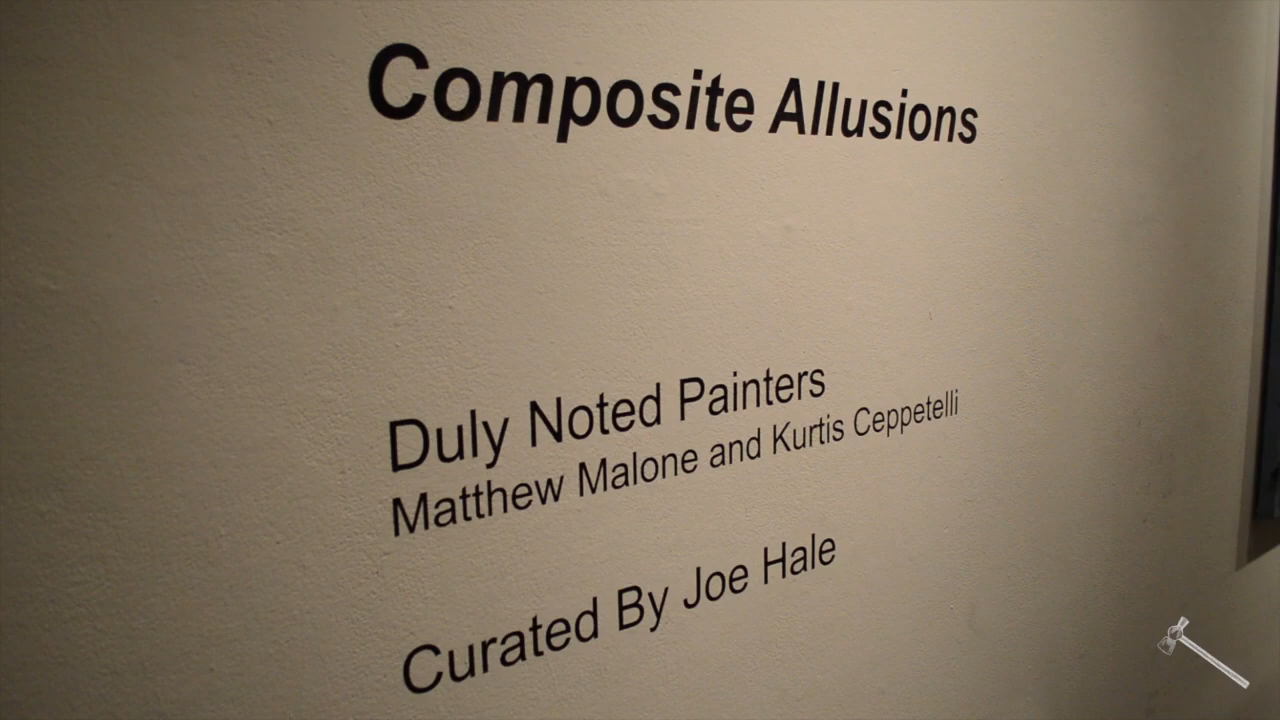 Composite Allusions
Duly Noted Painters
Matthew Malone and Kurtis Ceppetelli
Curated By Joe Hale